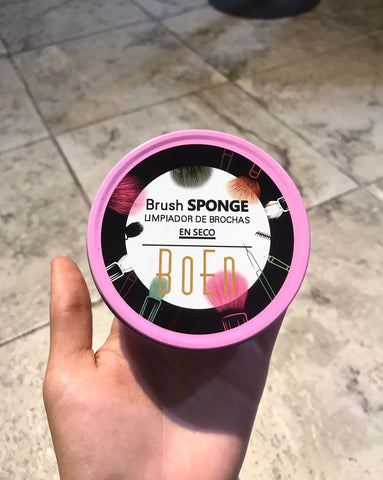 Brush SPONGE
LIMPIADOR DE BROCHAS
EN SECO
BoEn